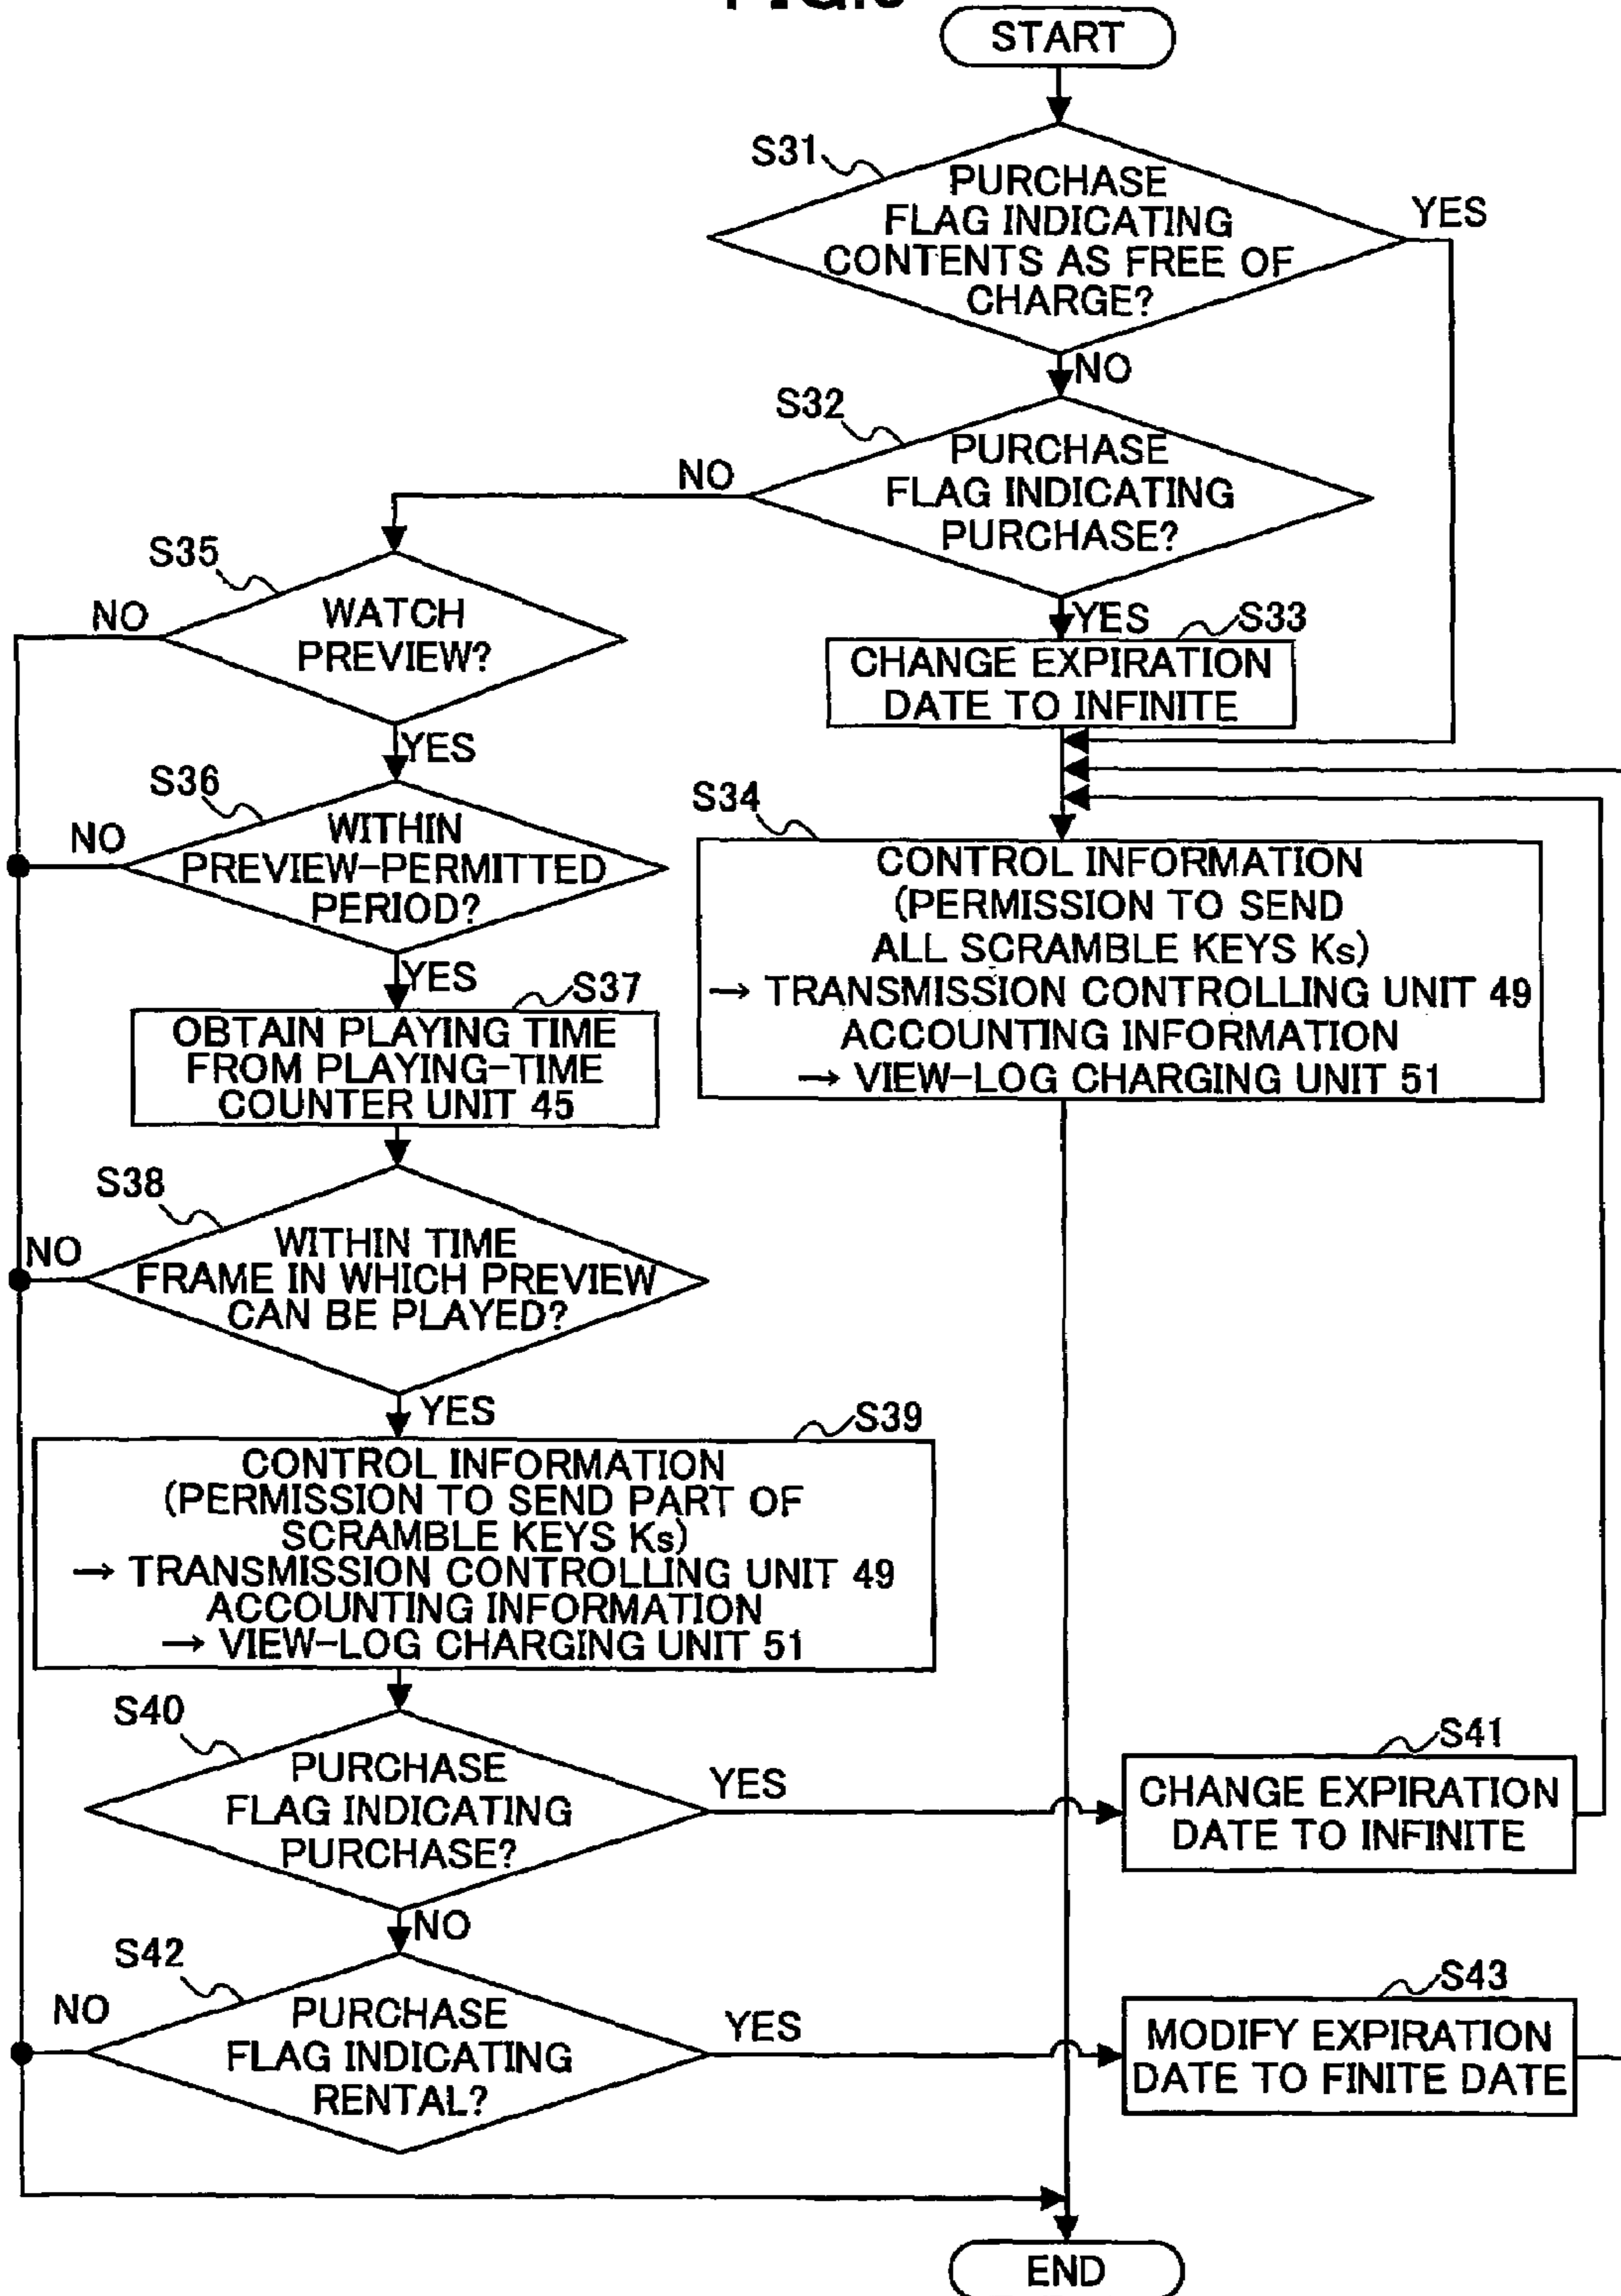 START
S31
PURCHASE
FLAG INDICATING
CONTENTS AS FREE OF
CHARGE?
YES
NO
S32
PURCHASE
FLAG INDICATING
PURCHASE?
NO
YES
S33
CHANGE EXPIRATION
DATE TO INFINITE
S34
CONTROL INFORMATION
(PERMISSION TO SEND
ALL SCRAMBLE KEYS Ks)
→ TRANSMISSION CONTROLLING UNIT 49
ACCOUNTING INFORMATION
→ VIEW-LOG CHARGING UNIT 51
S35
WATCH
PREVIEW?
NO
YES
S36
WITHIN
PREVIEW-PERMITTED
PERIOD?
NO
YES
S37
OBTAIN PLAYING TIME
FROM PLAYING-TIME
COUNTER UNIT 45
S38
WITHIN TIME
FRAME IN WHICH PREVIEW
CAN BE PLAYED?
NO
YES
S39
CONTROL INFORMATION
(PERMISSION TO SEND PART OF
SCRAMBLE KEYS Ks)
→ TRANSMISSION CONTROLLING UNIT 49
ACCOUNTING INFORMATION
→ VIEW-LOG CHARGING UNIT 51
S40
PURCHASE
FLAG INDICATING
PURCHASE?
YES
NO
S41
CHANGE EXPIRATION
DATE TO INFINITE
S42
PURCHASE
FLAG INDICATING
RENTAL?
NO
YES
S43
MODIFY EXPIRATION
DATE TO FINITE DATE
END